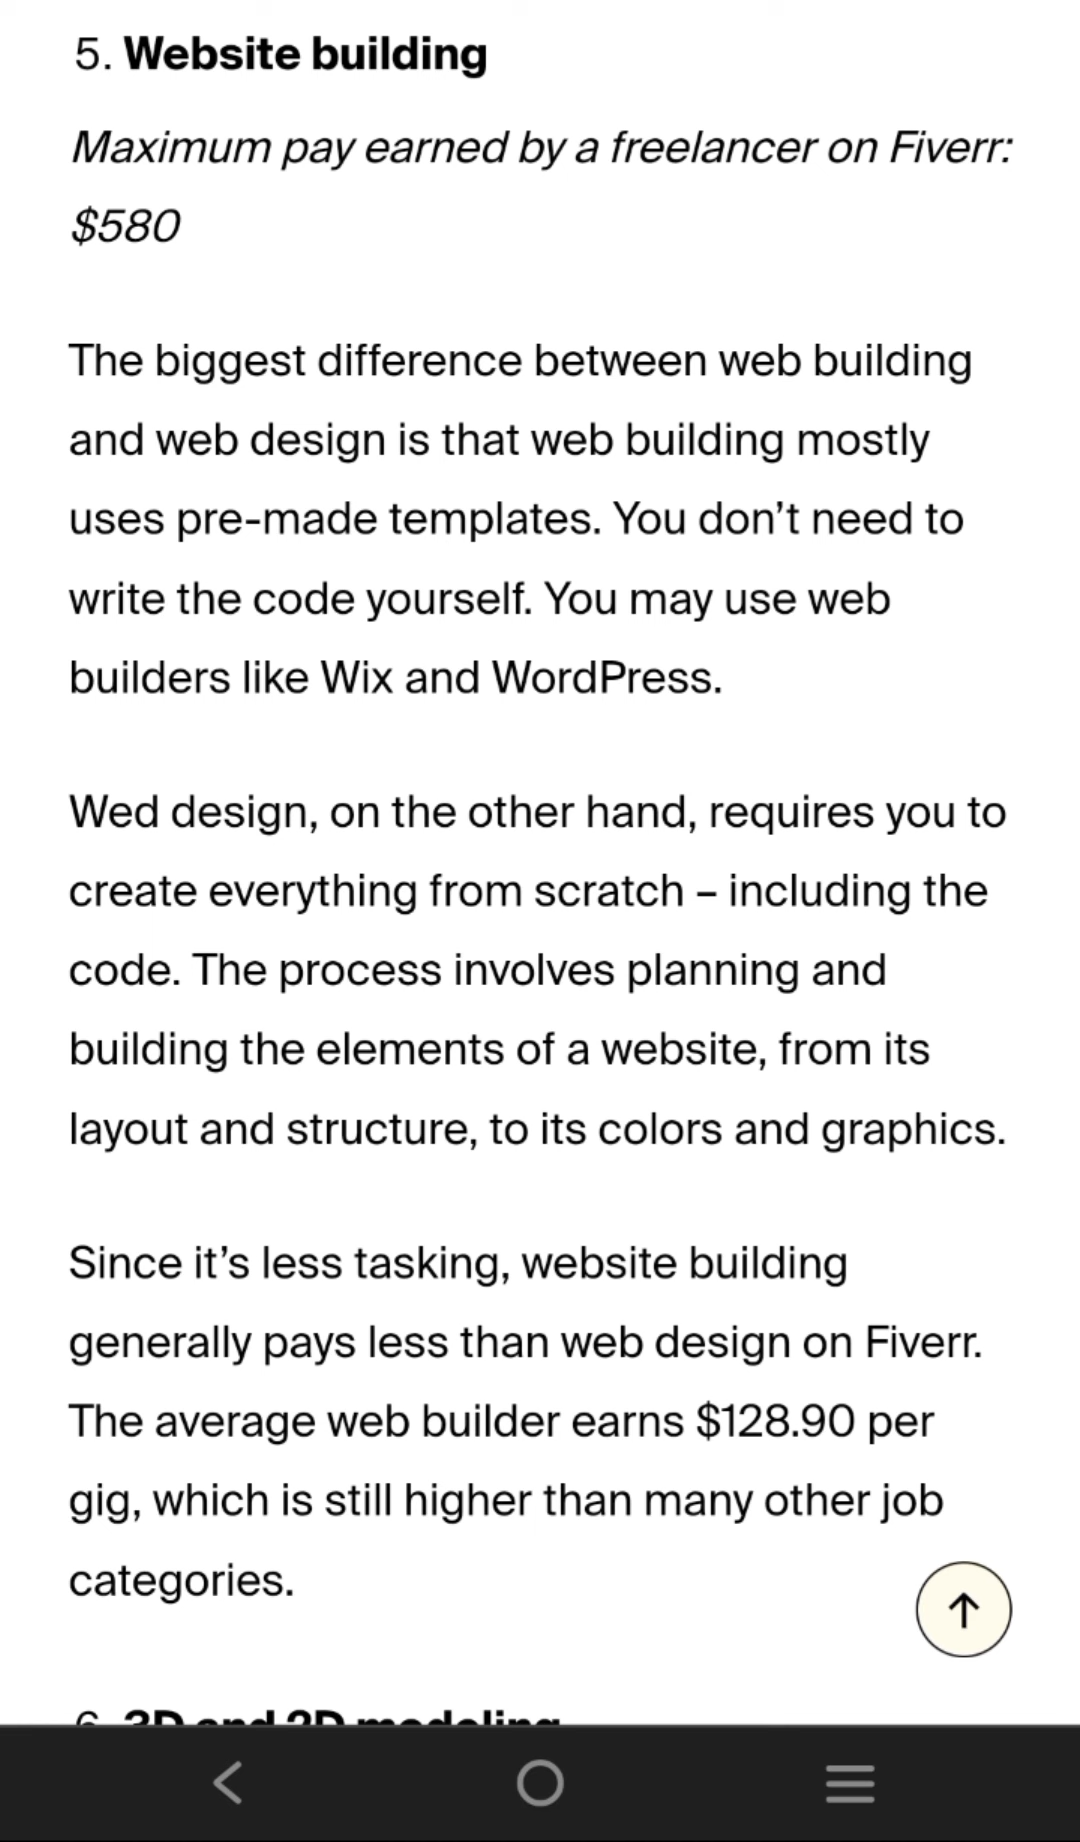 5. Website building
Maximum pay earned by a freelancer on Fiverr:
$580
The biggest difference between web building
and web design is that web building mostly
uses pre-made templates. You don’t need to
write the code yourself. You may use web
builders like Wix and WordPress.
Wed design, on the other hand, requires you to
create everything from scratch – including the
code. The process involves planning and
building the elements of a website, from its
layout and structure, to its colors and graphics.
Since it’s less tasking, website building
generally pays less than web design on Fiverr.
The average web builder earns $128.90 per
gig, which is still higher than many other job
categories.
6. 3D and 2D modeling